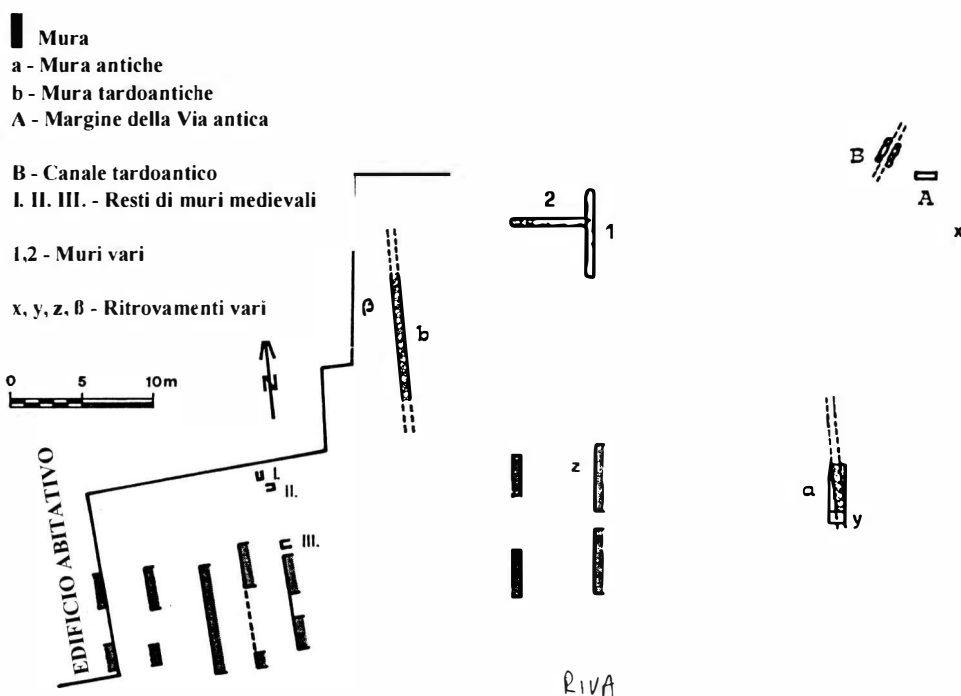 Mura
a - Mura antiche
b - Mura tardoantiche
A - Margine della Via antica
B - Canale tardoantico
I. II. III. - Resti di muri medievali
1,2 - Muri vari
x, y, z, ß - Ritrovamenti vari
0 5 10m
N
EDIFICIO ABITATIVO
β
b
2
1
B
A
x
I.
II.
III.
z
a
y
RIVA